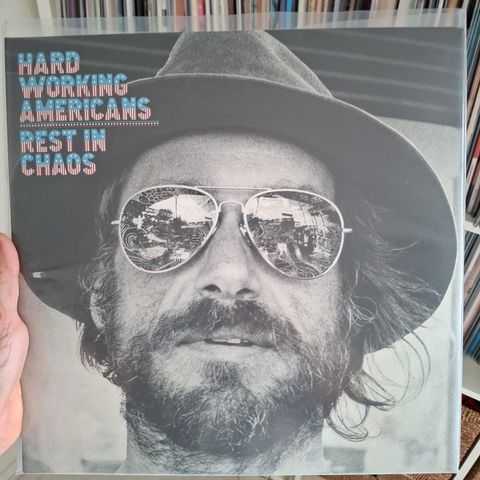 HARD
WORKING
AMERICANS
REST IN
CHAOS